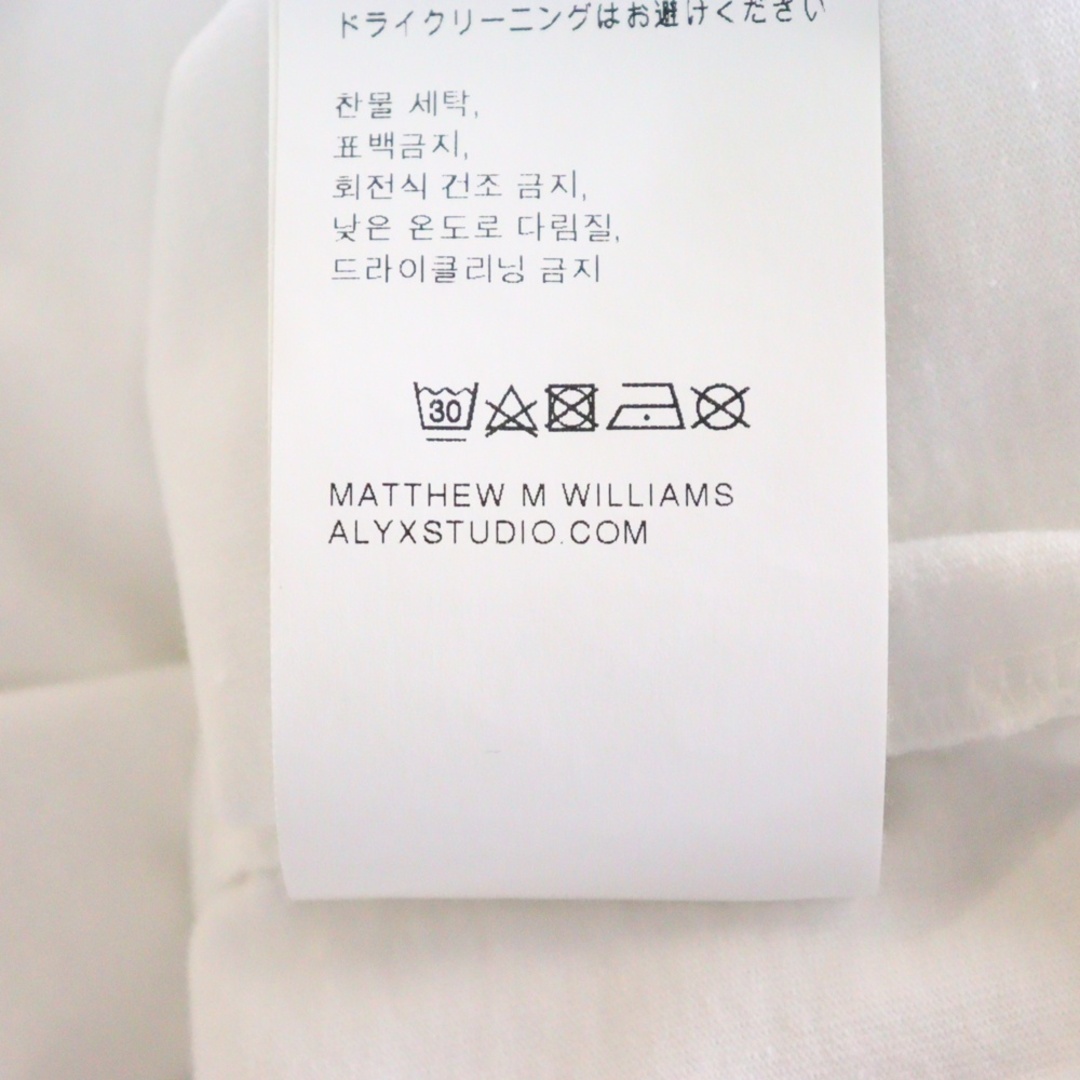 ドライクリーニングはお避けください
찬물 세탁,
표백금지,
회전식 건조 금지,
낮은 온도로 다림질,
드라이클리닝 금지
30
MATTHEW M WILLIAMS
ALYXSTUDIO.COM